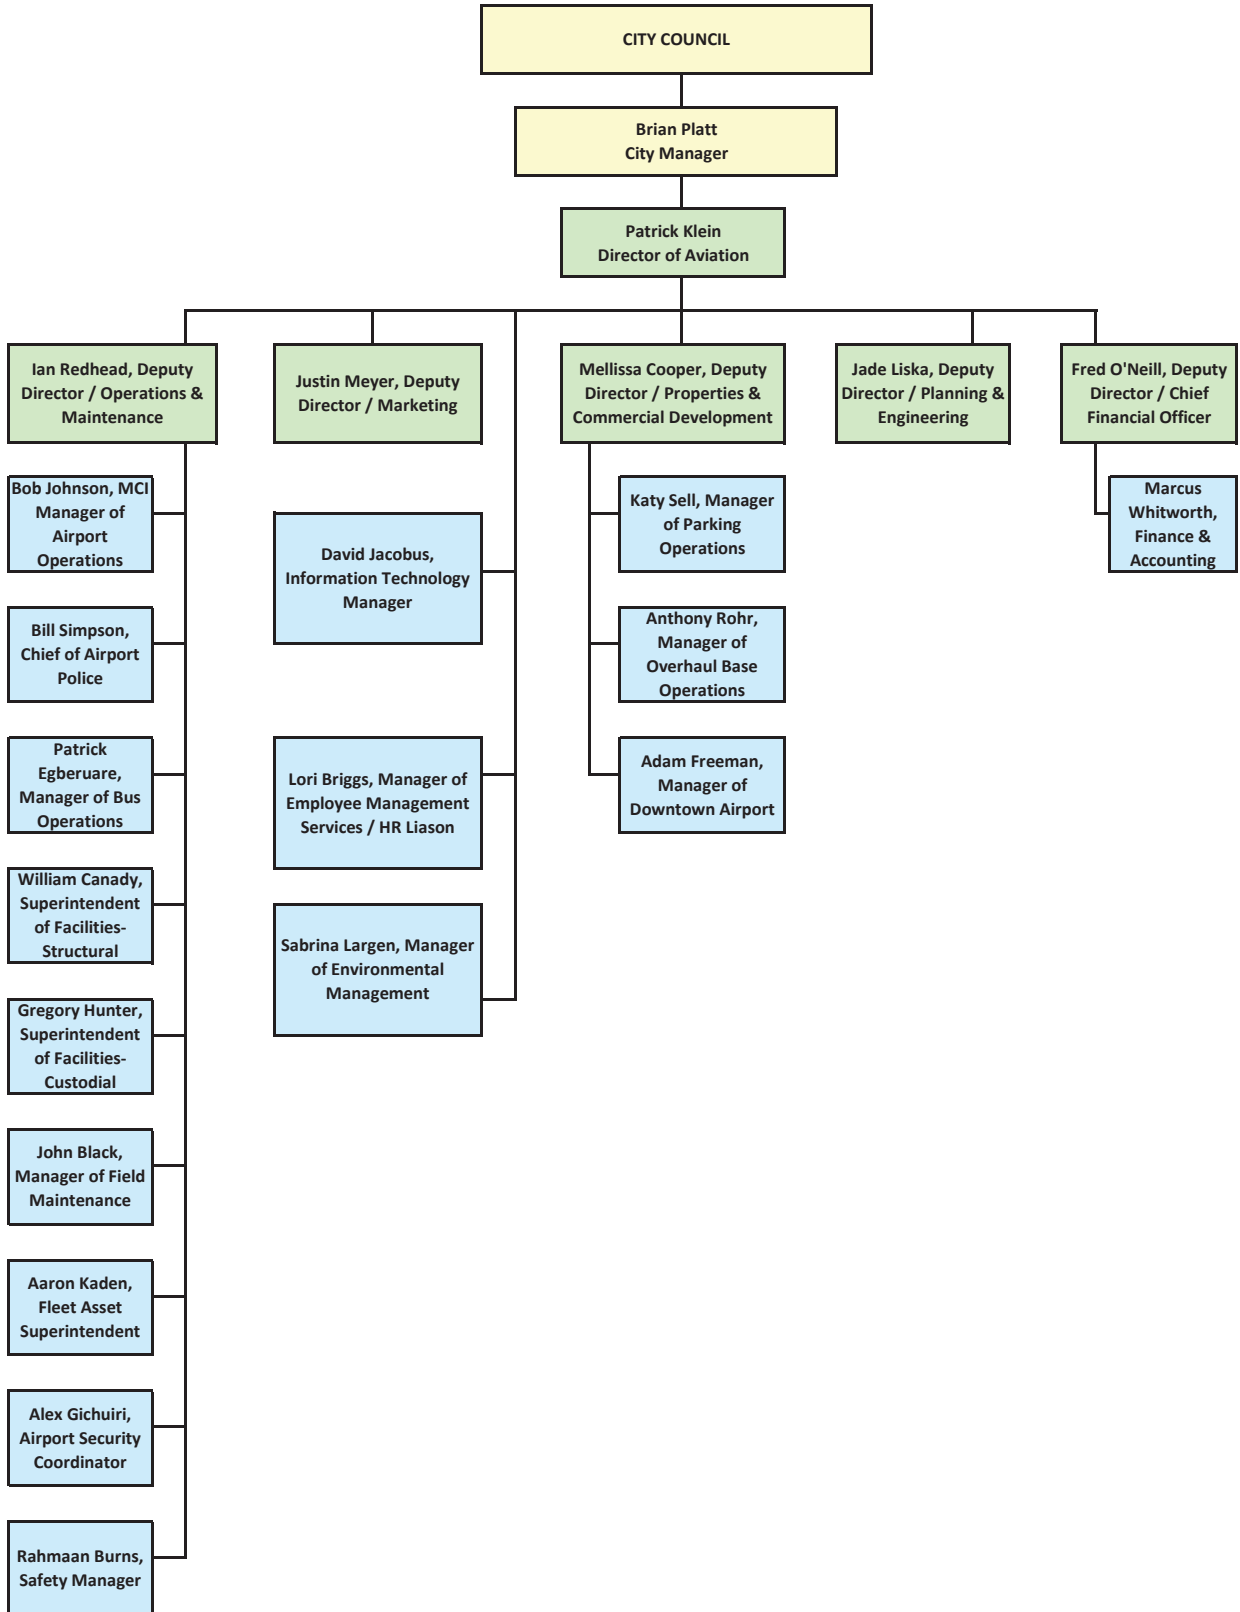 CITY COUNCIL
Brian Platt
City Manager
Patrick Klein
Director of Aviation
Ian Redhead, Deputy
Director / Operations &
Maintenance
Justin Meyer, Deputy
Director / Marketing
Mellissa Cooper, Deputy
Director / Properties &
Commercial Development
Jade Liska, Deputy
Director / Planning &
Engineering
Fred O'Neill, Deputy
Director / Chief
Financial Officer
Bob Johnson, MCI
Manager of
Airport
Operations
Bill Simpson,
Chief of Airport
Police
Patrick
Egberuare,
Manager of Bus
Operations
William Canady,
Superintendent
of Facilities-
Structural
Gregory Hunter,
Superintendent
of Facilities-
Custodial
John Black,
Manager of Field
Maintenance
Aaron Kaden,
Fleet Asset
Superintendent
Alex Gichuiri,
Airport Security
Coordinator
Rahmaan Burns,
Safety Manager
David Jacobus,
Information Technology
Manager
Lori Briggs, Manager of
Employee Management
Services / HR Liason
Sabrina Largen, Manager
of Environmental
Management
Katy Sell, Manager
of Parking
Operations
Anthony Rohr,
Manager of
Overhaul Base
Operations
Adam Freeman,
Manager of
Downtown Airport
Marcus
Whitworth,
Finance &
Accounting